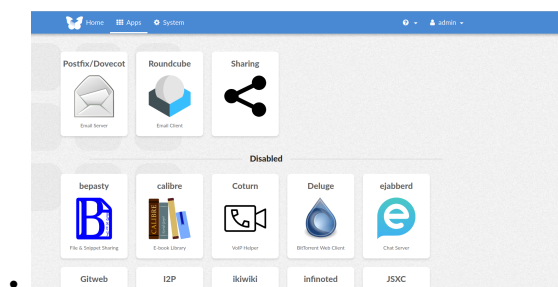 Home Apps System admin
Postfix/Dovecot Roundcube Sharing
Email Server Email Client
Disabled
bepasty calibre Coturn Deluge ejabberd
CALIBRE
File & Snippet Sharing E-book Library VoIP Helper BitTorrent Web Client Chat Server
Gitweb I2P ikiwiki infinoted JSXC